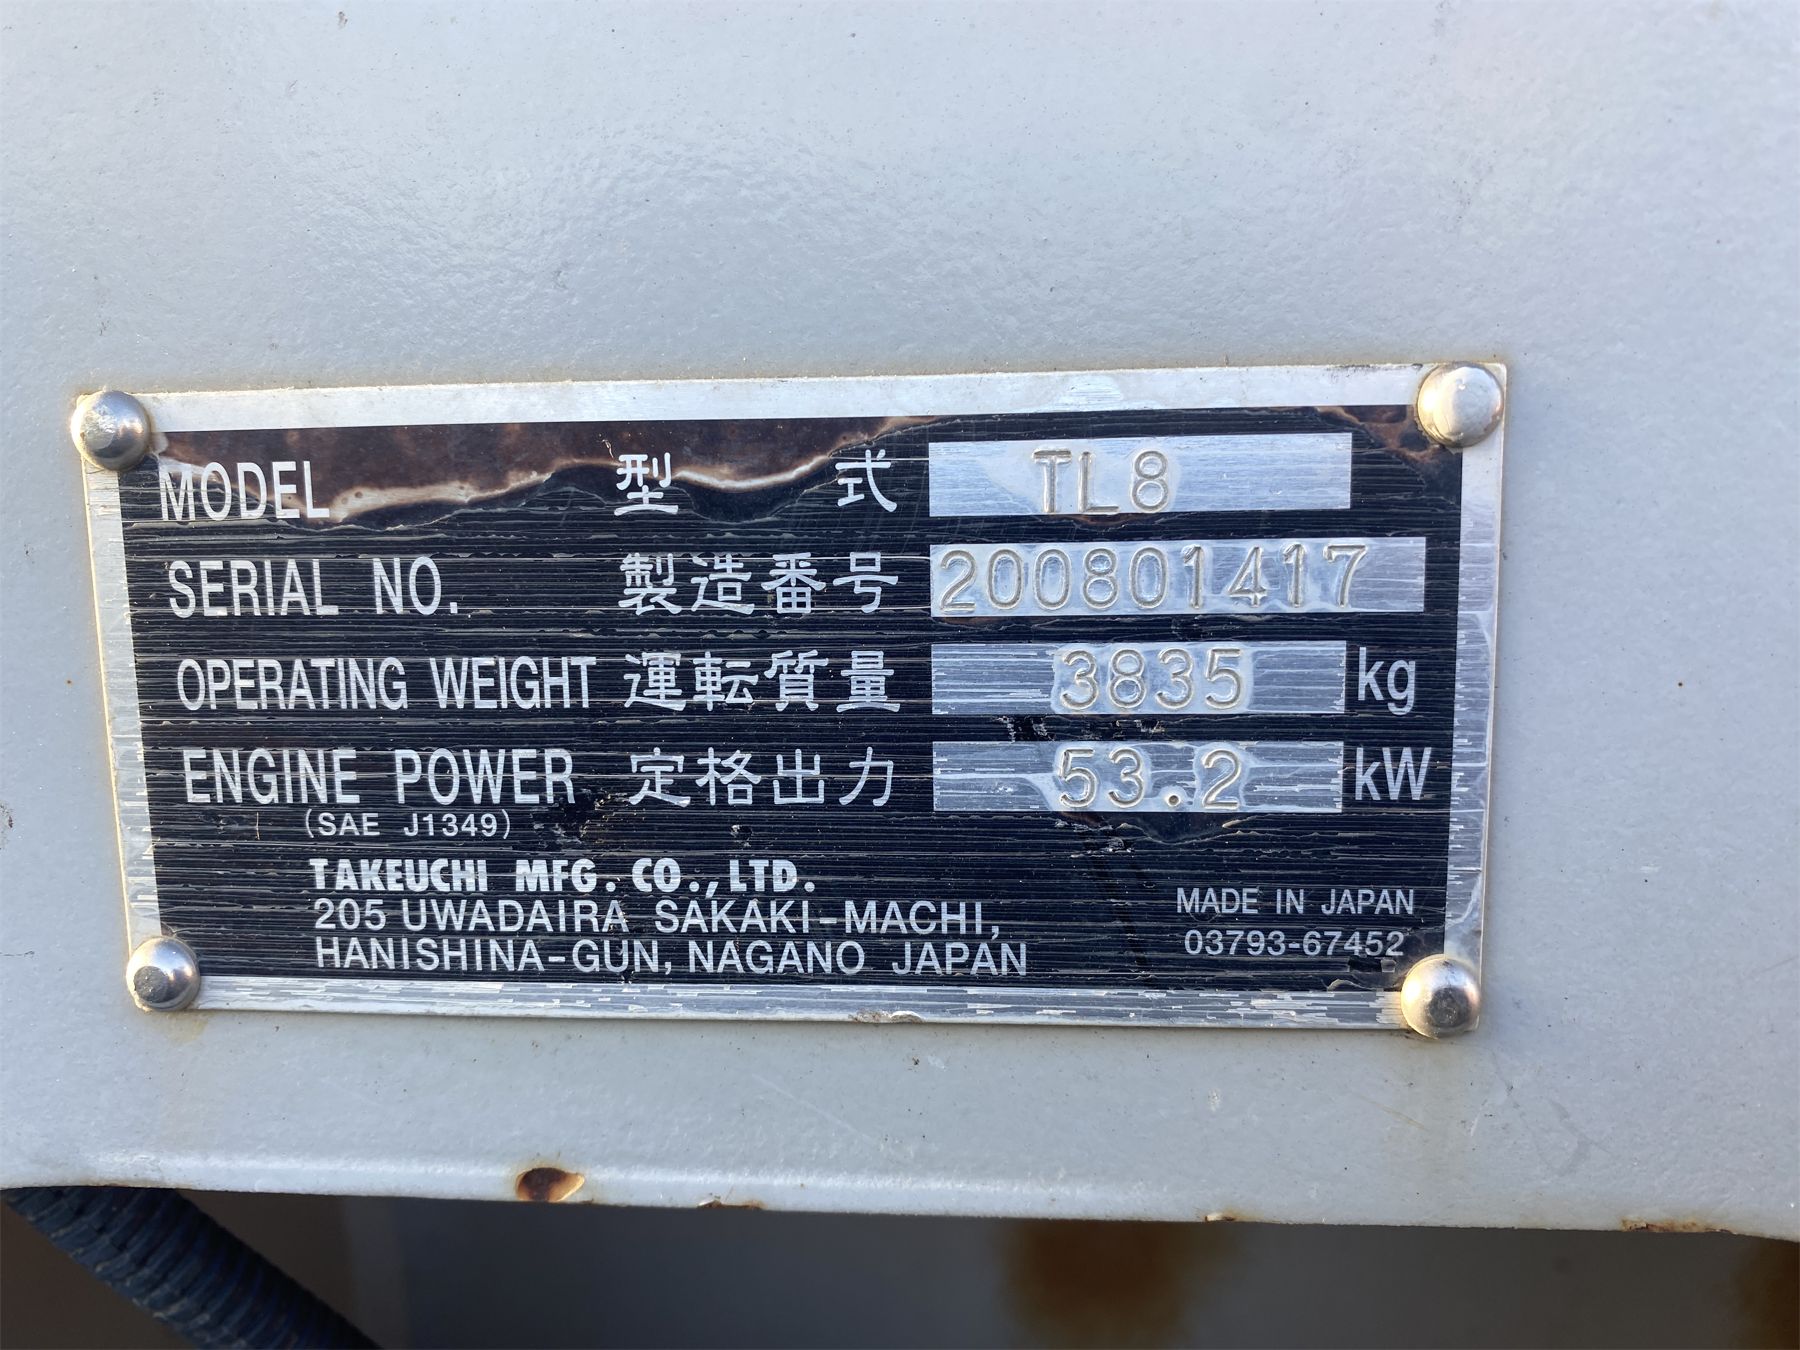 MODEL 型式 TL8
SERIAL NO. 製造番号 200801417
OPERATING WEIGHT 運転質量 3835 kg
ENGINE POWER 定格出力 53.2 kW
(SAE J1349)
TAKEUCHI MFG. CO., LTD.
205 UWADAIRA SAKAKI-MACHI,
HANISHINA-GUN, NAGANO JAPAN
MADE IN JAPAN
03793-67452